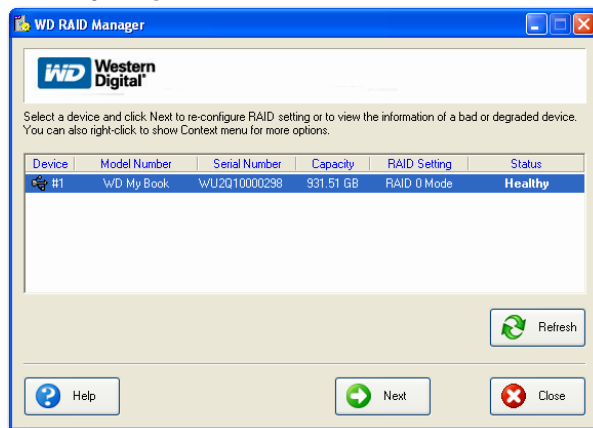 WD RAID Manager
WD Western Digital
Select a device and click Next to re-configure RAID setting or to view the information of a bad or degraded device.
You can also right-click to show Context menu for more options.
Device Model Number Serial Number Capacity RAID Setting Status
#1 WD My Book WU2Q10000298 931.51 GB RAID 0 Mode Healthy
Refresh
Help Next Close